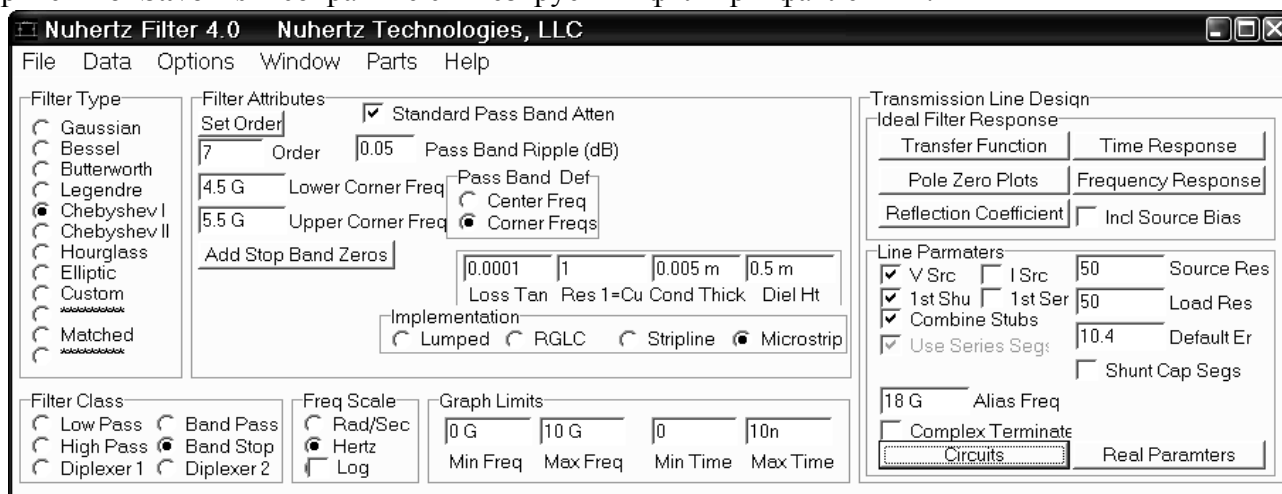 Nuhertz Filter 4.0 Nuhertz Technologies, LLC
File Data Options Window Parts Help
Filter Type
Gaussian
Bessel
Butterworth
Legendre
Chebyshev I
Chebyshev II
Hourglass
Elliptic
Custom
**********
Matched
**********
Filter Attributes
Set Order
Standard Pass Band Atten
7 Order
0.05 Pass Band Ripple (dB)
4.5 G Lower Corner Freq
5.5 G Upper Corner Freq
Pass Band Def
Center Freq
Corner Freqs
Add Stop Band Zeros
0.0001 1 0.005 m 0.5 m
Loss Tan Res 1=Cu Cond Thick Diel Ht
Implementation
Lumped RGLC Stripline Microstrip
Filter Class
Low Pass Band Pass
High Pass Band Stop
Diplexer 1 Diplexer 2
Freq Scale
Rad/Sec
Hertz
Log
Graph Limits
0 G 10 G 0 10n
Min Freq Max Freq Min Time Max Time
Transmission Line Design
Ideal Filter Response
Transfer Function Time Response
Pole Zero Plots Frequency Response
Reflection Coefficient Incl Source Bias
Line Parmaters
V Src I Src 50 Source Res
1st Shu 1st Ser 50 Load Res
Combine Stubs
Use Series Segs 10.4 Default Er
Shunt Cap Segs
18 G Alias Freq
Complex Terminate
Circuits Real Paramters